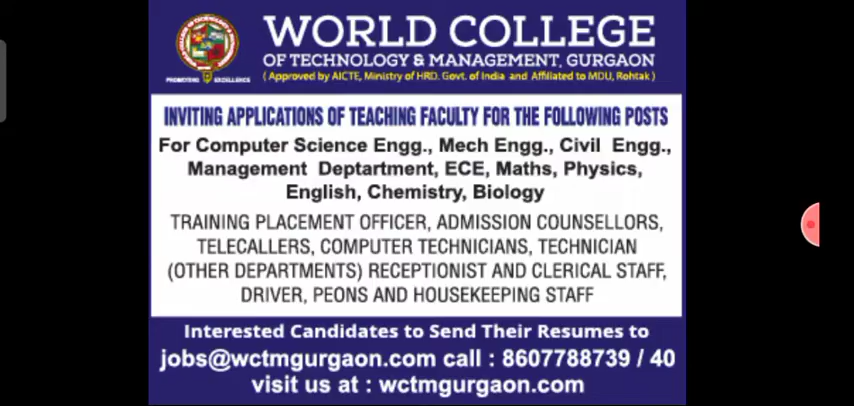 WORLD COLLEGE
OF TECHNOLOGY & MANAGEMENT, GURGAON
( Approved by AICTE, Ministry of HRD. Govt. of India and Affiliated to MDU, Rohtak )
PROMOTING EXCELLENCE
INVITING APPLICATIONS OF TEACHING FACULTY FOR THE FOLLOWING POSTS
For Computer Science Engg., Mech Engg., Civil Engg.,
Management Deptartment, ECE, Maths, Physics,
English, Chemistry, Biology
TRAINING PLACEMENT OFFICER, ADMISSION COUNSELLORS,
TELECALLERS, COMPUTER TECHNICIANS, TECHNICIAN
(OTHER DEPARTMENTS) RECEPTIONIST AND CLERICAL STAFF,
DRIVER, PEONS AND HOUSEKEEPING STAFF
Interested Candidates to Send Their Resumes to
jobs@wctmgurgaon.com call : 8607788739 / 40
visit us at : wctmgurgaon.com